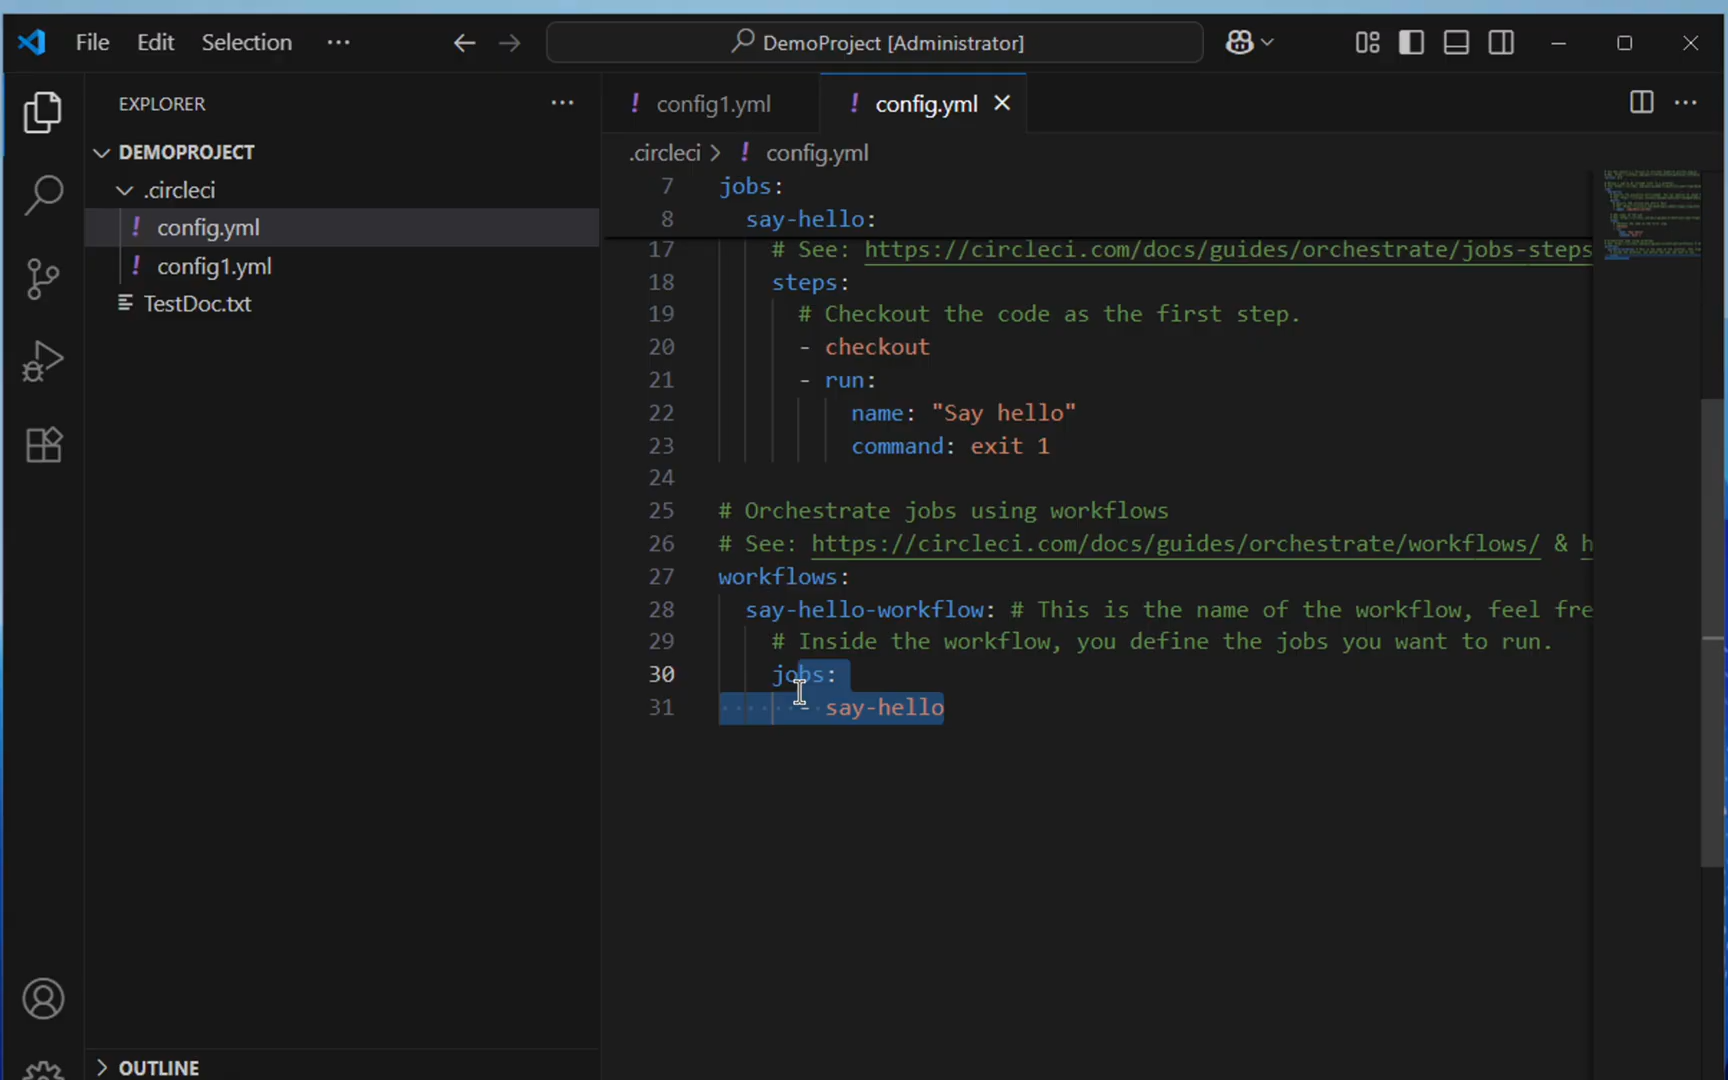 File Edit Selection ··· DemoProject [Administrator]
EXPLORER ···
DEMOPROJECT
.circleci
config.yml
config1.yml
TestDoc.txt
OUTLINE
config1.yml config.yml
.circleci > config.yml
7 jobs:
8 say-hello:
17 # See: https://circleci.com/docs/guides/orchestrate/jobs-steps
18 steps:
19 # Checkout the code as the first step.
20 - checkout
21 - run:
22 name: "Say hello"
23 command: exit 1
24
25 # Orchestrate jobs using workflows
26 # See: https://circleci.com/docs/guides/orchestrate/workflows/ & h
27 workflows:
28 say-hello-workflow: # This is the name of the workflow, feel fre
29 # Inside the workflow, you define the jobs you want to run.
30 jobs:
31 - say-hello